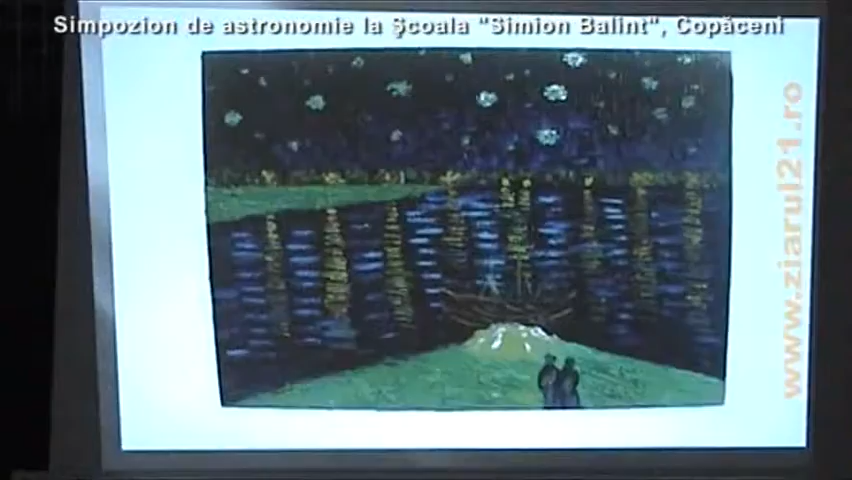 Simpozion de astronomie la Şcoala "Simion Balint", Copăceni
www.ziarul21.ro